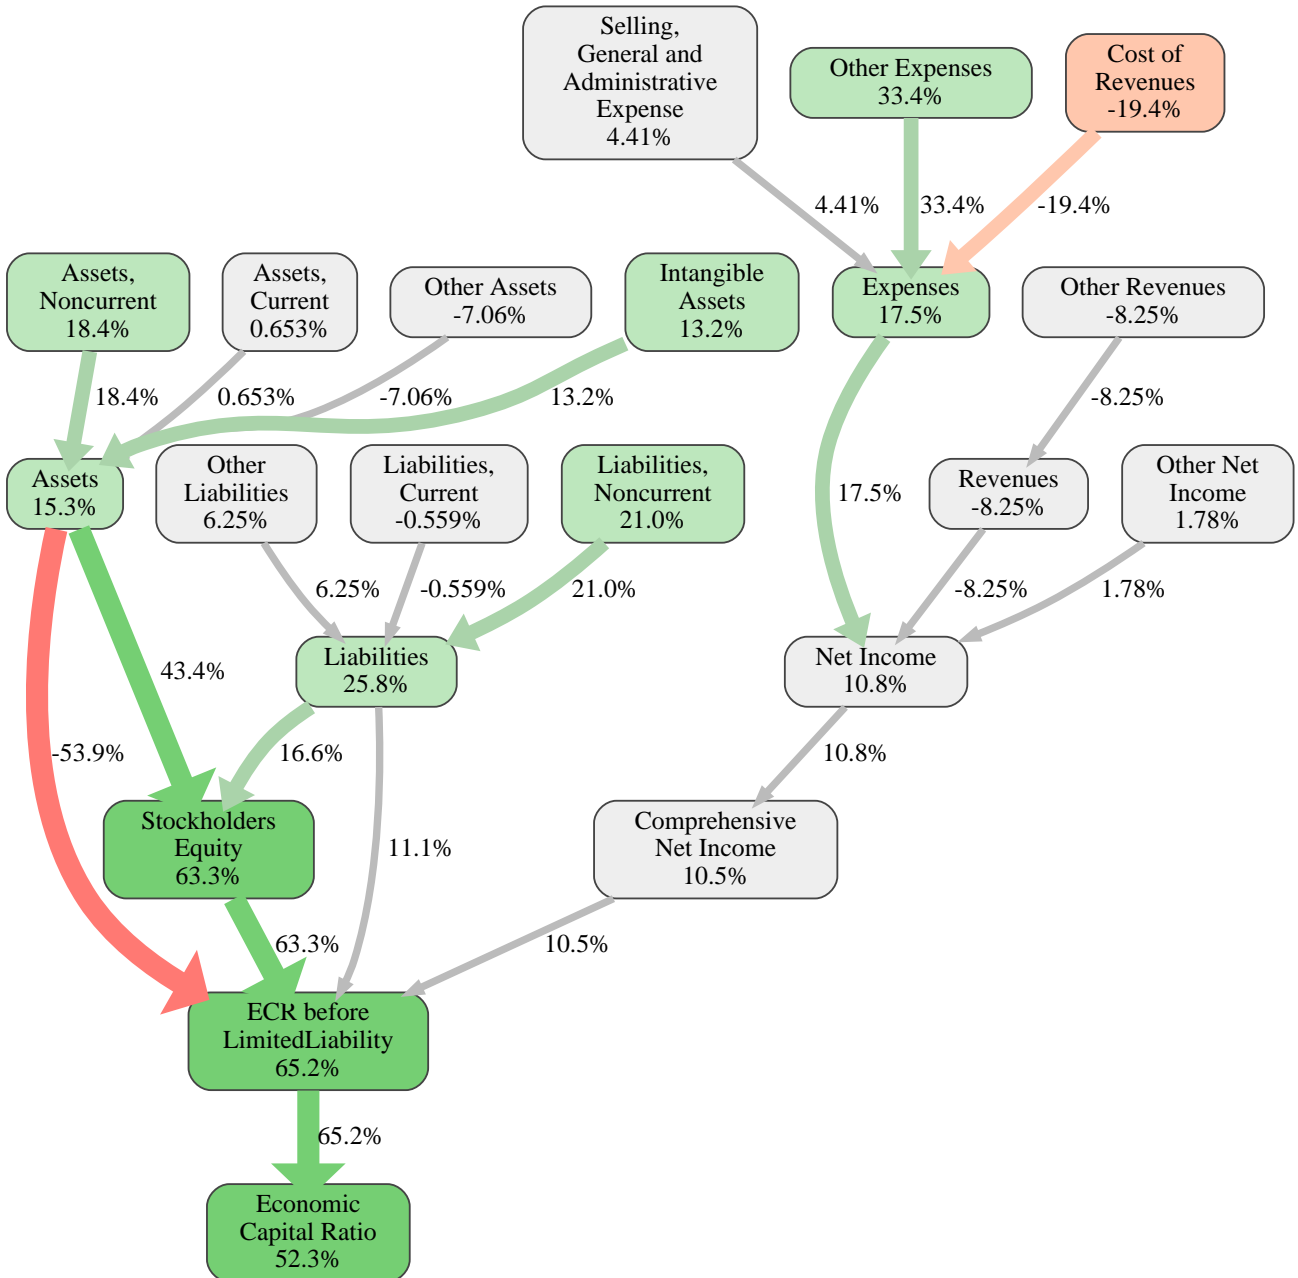 Selling,
General and
Administrative
Expense
4.41%
Other Expenses
33.4%
Cost of
Revenues
-19.4%
4.41%
33.4%
-19.4%
Assets,
Noncurrent
18.4%
Assets,
Current
0.653%
Other Assets
-7.06%
Intangible
Assets
13.2%
Expenses
17.5%
Other Revenues
-8.25%
18.4%
0.653%
-7.06%
13.2%
-8.25%
Assets
15.3%
Other
Liabilities
6.25%
Liabilities,
Current
-0.559%
Liabilities,
Noncurrent
21.0%
17.5%
Revenues
-8.25%
Other Net
Income
1.78%
6.25%
-0.559%
21.0%
-8.25%
1.78%
Liabilities
25.8%
Net Income
10.8%
43.4%
-53.9%
16.6%
10.8%
Stockholders
Equity
63.3%
11.1%
Comprehensive
Net Income
10.5%
63.3%
10.5%
ECR before
LimitedLiability
65.2%
65.2%
Economic
Capital Ratio
52.3%